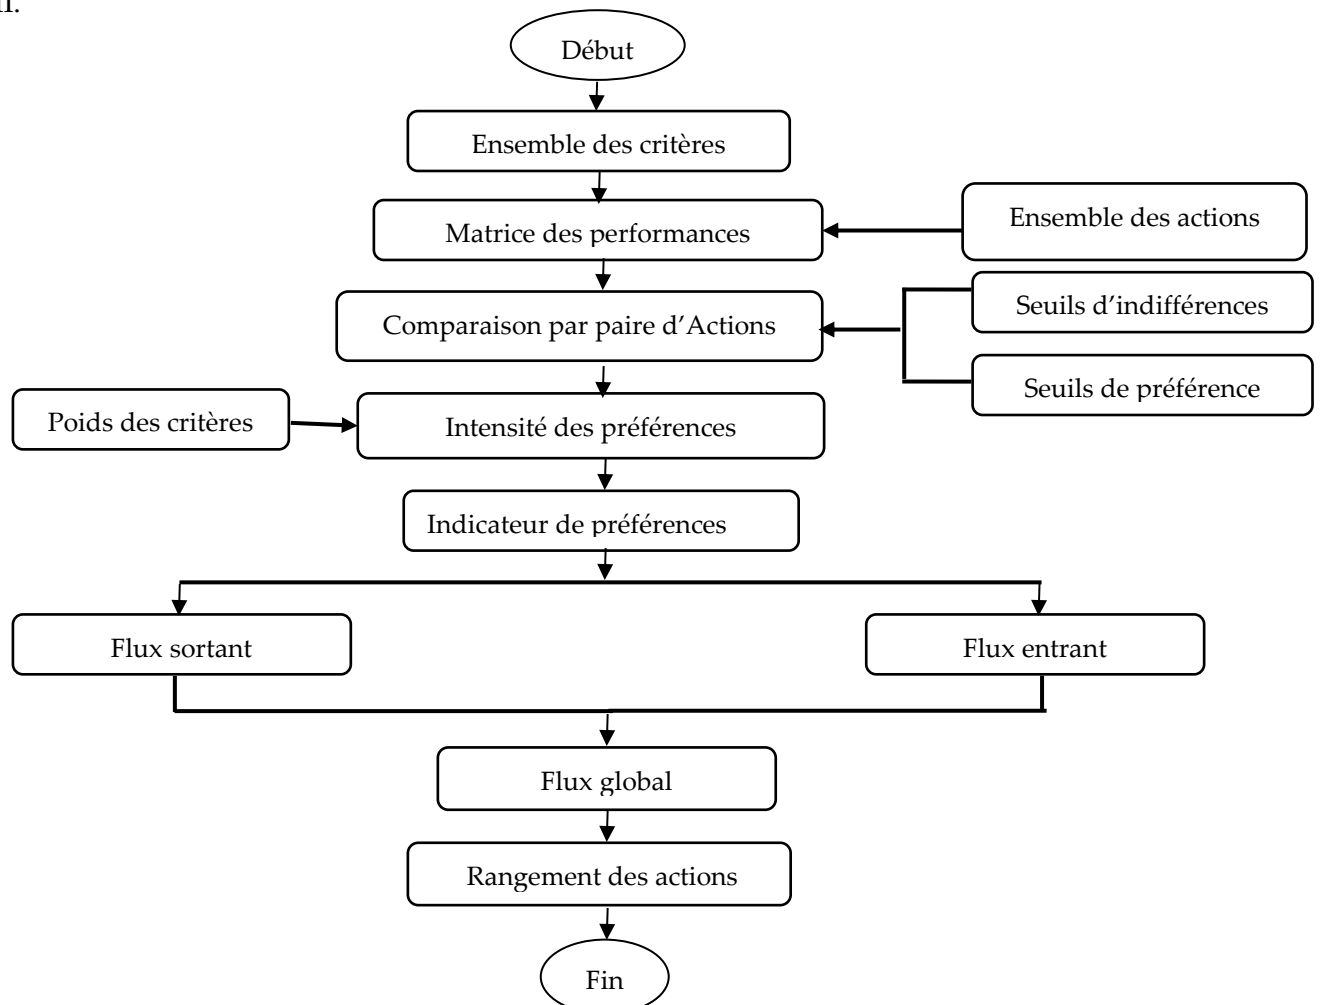 Début
Ensemble des critères
Matrice des performances
Ensemble des actions
Comparaison par paire d’Actions
Seuils d’indifférences
Seuils de préférence
Poids des critères
Intensité des préférences
Indicateur de préférences
Flux sortant
Flux entrant
Flux global
Rangement des actions
Fin